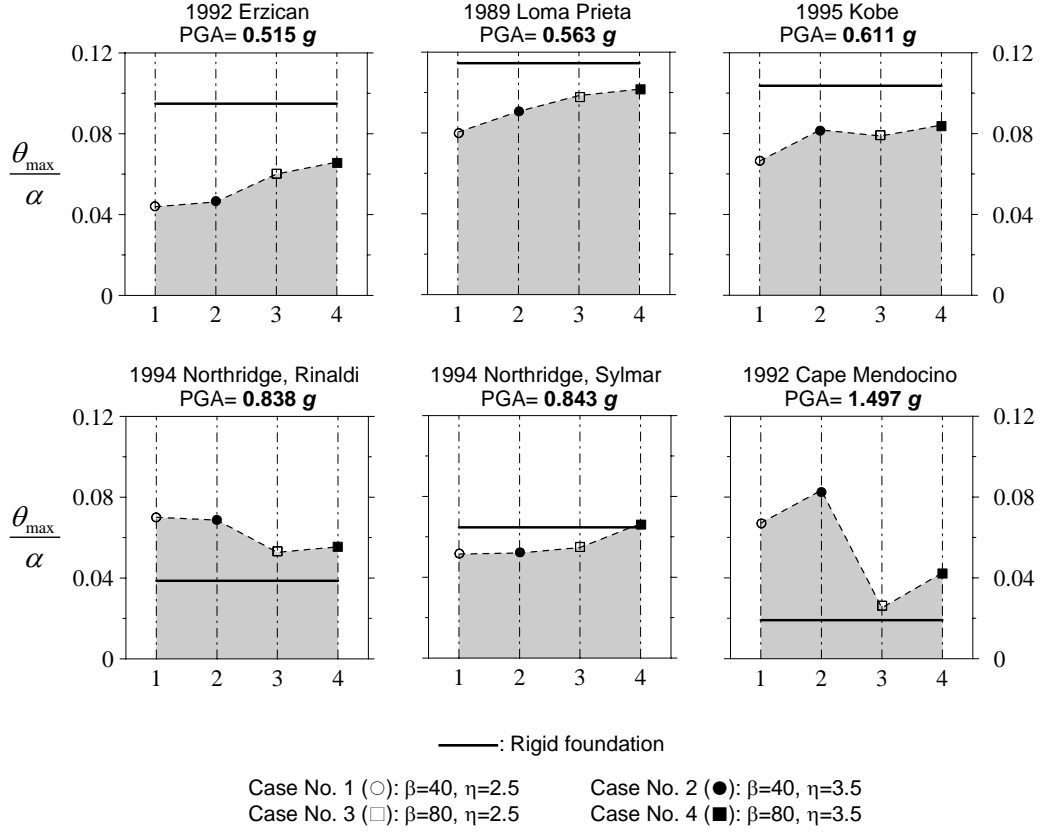 1992 Erzican
PGA= 0.515 g
1989 Loma Prieta
PGA= 0.563 g
1995 Kobe
PGA= 0.611 g
0.12
0.08
0.04
0
θmax
α
1 2 3 4
1 2 3 4
1 2 3 4
0.12
0.08
0.04
0
1994 Northridge, Rinaldi
PGA= 0.838 g
1994 Northridge, Sylmar
PGA= 0.843 g
1992 Cape Mendocino
PGA= 1.497 g
0.12
0.08
0.04
0
θmax
α
1 2 3 4
1 2 3 4
1 2 3 4
0.12
0.08
0.04
0
: Rigid foundation
Case No. 1 (○): β=40, η=2.5 Case No. 2 (●): β=40, η=3.5
Case No. 3 (□): β=80, η=2.5 Case No. 4 (■): β=80, η=3.5